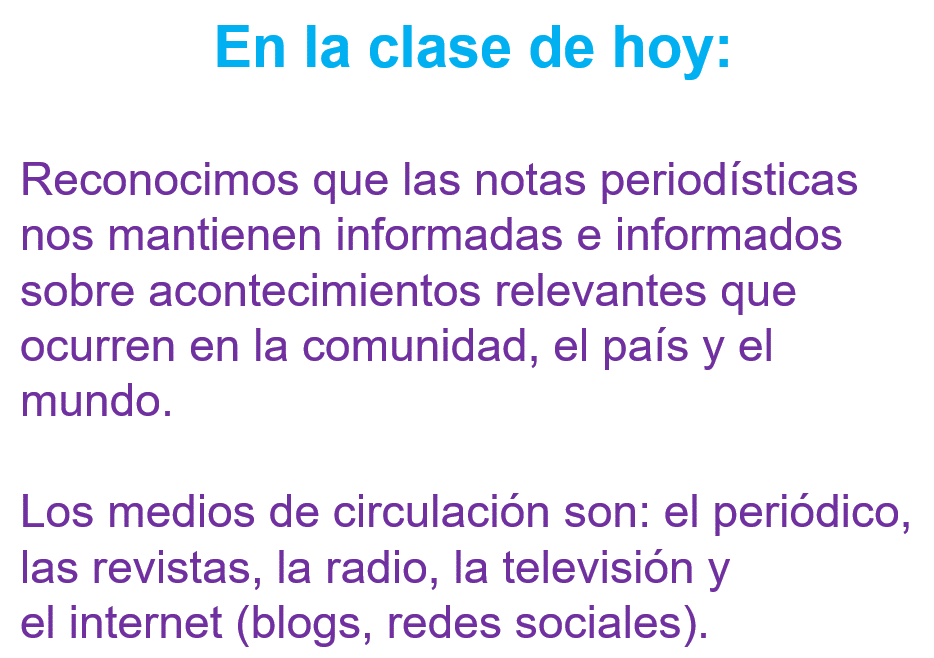 En la clase de hoy:
Reconocimos que las notas periodísticas
nos mantienen informadas e informados
sobre acontecimientos relevantes que
ocurren en la comunidad, el país y el
mundo.
Los medios de circulación son: el periódico,
las revistas, la radio, la televisión y
el internet (blogs, redes sociales).